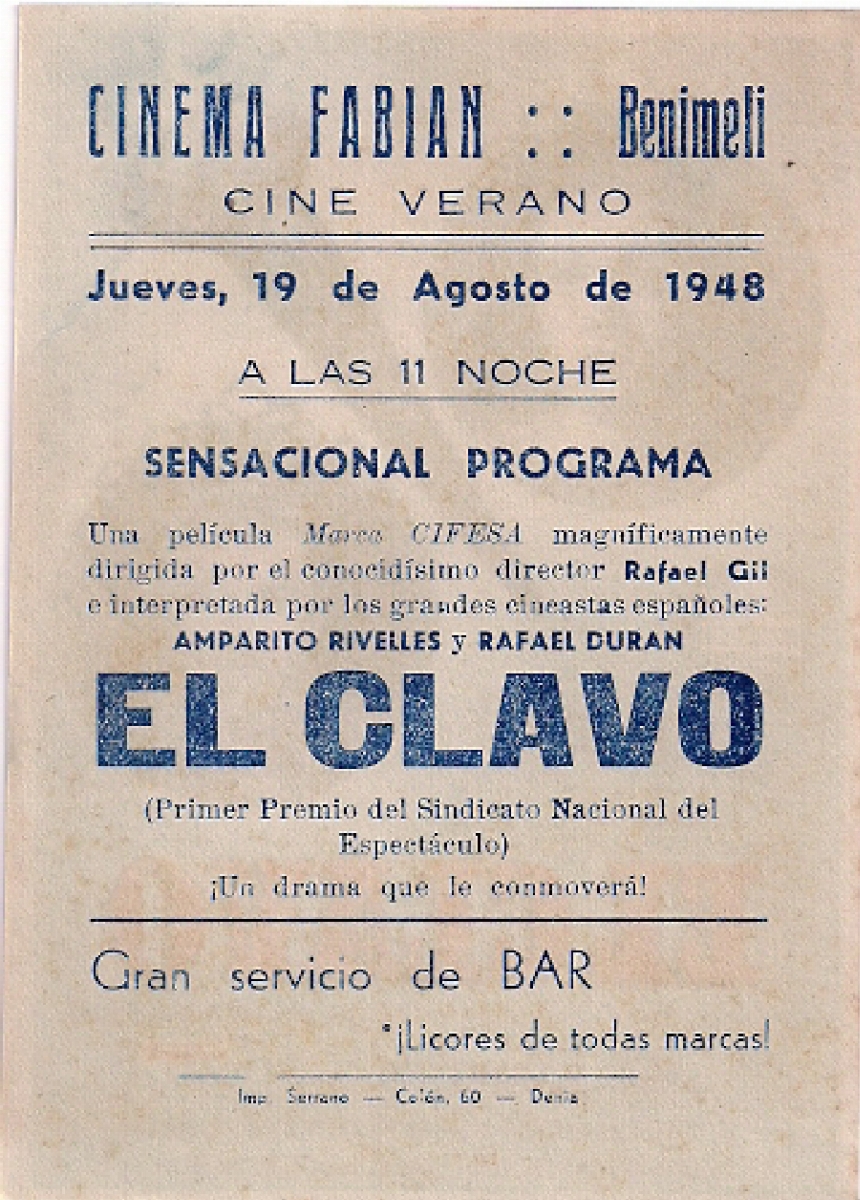 CINEMA FABIAN :: Benimeli
CINE VERANO
Jueves, 19 de Agosto de 1948
A LAS 11 NOCHE
SENSACIONAL PROGRAMA
Una película Marca CIFESA magníficamente
dirigida por el conocidísimo director Rafael Gil
e interpretada por los grandes cineastas españoles:
AMPARITO RIVELLES y RAFAEL DURAN
EL CLAVO
(Primer Premio del Sindicato Nacional del
Espectáculo)
¡Un drama que le conmoverá!
Gran servicio de BAR
¡Licores de todas marcas!
Imp. Serrano — Colón, 60 — Denia